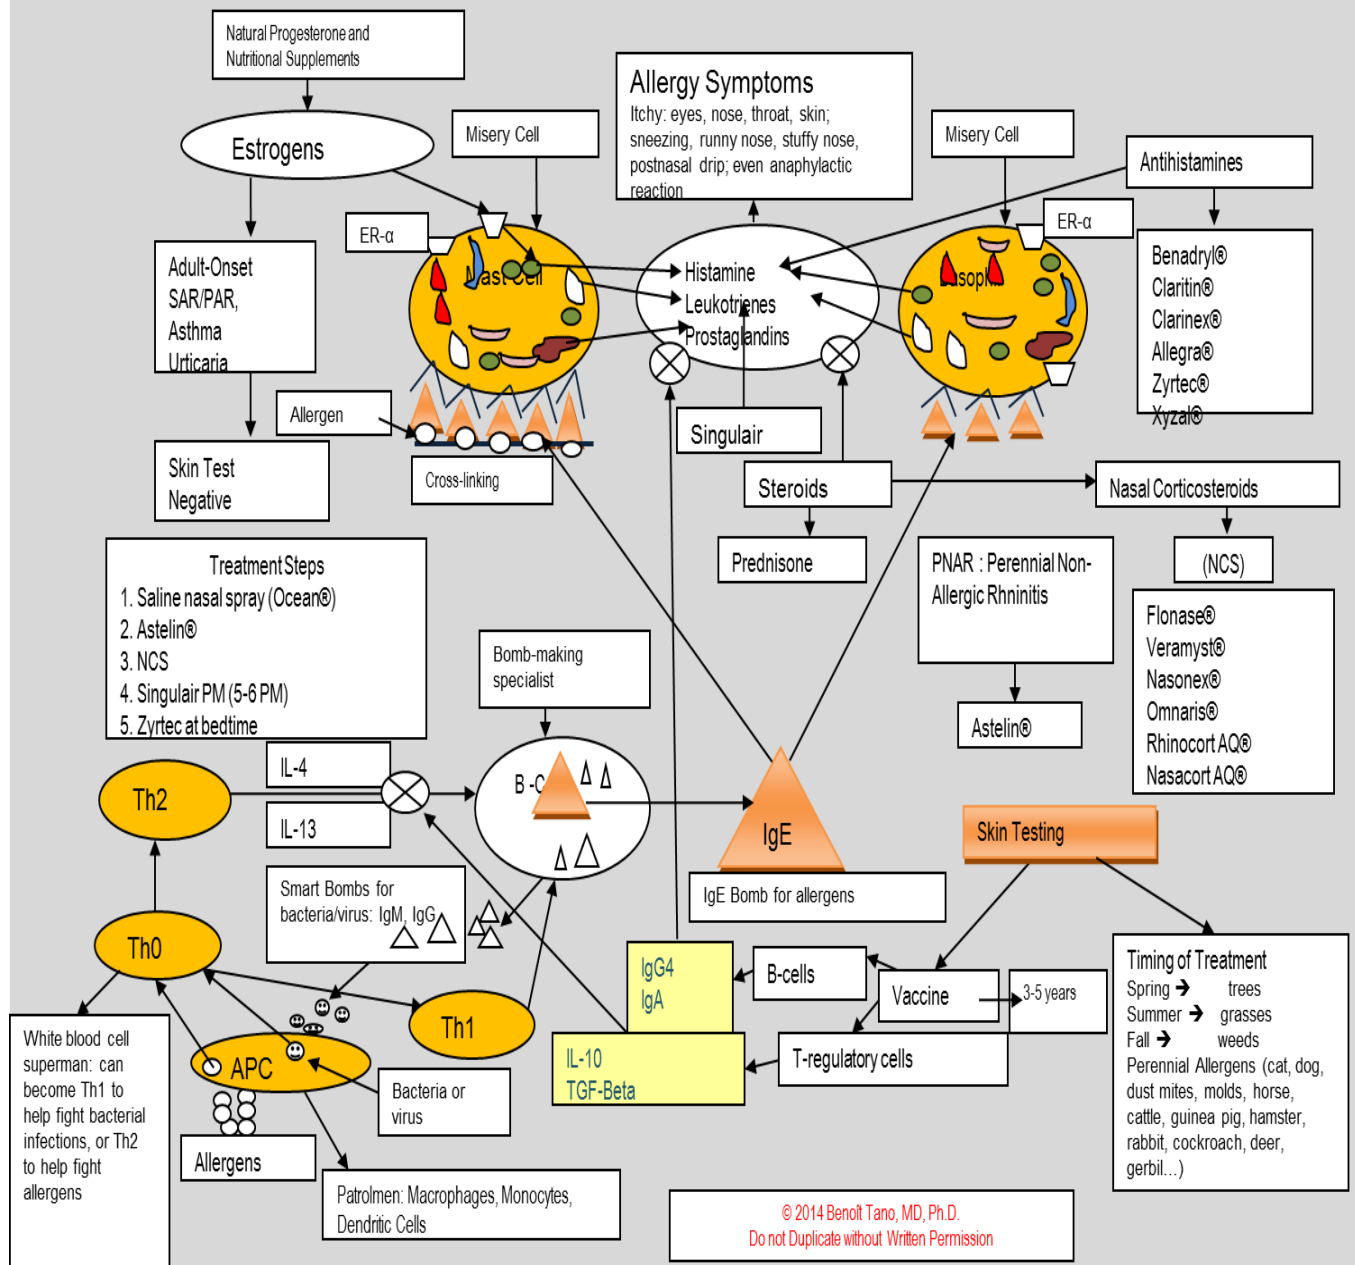 Natural Progesterone and
Nutritional Supplements
Estrogens
Misery Cell
Allergy Symptoms
Itchy: eyes, nose, throat, skin;
sneezing, runny nose, stuffy nose,
postnasal drip; even anaphylactic
reaction
Misery Cell
Antihistamines
ER-α
ER-α
Adult-Onset
SAR/PAR,
Asthma
Urticaria
Mast Cell
Histamine
Leukotrienes
Prostaglandins
Benadryl®
Claritin®
Clarinex®
Allegra®
Zyrtec®
Xyzal®
Allergen
Singulair
Skin Test
Negative
Cross-linking
Steroids
Nasal Corticosteroids
Prednisone
PNAR : Perennial Non-
Allergic Rhninitis
(NCS)
Treatment Steps
1. Saline nasal spray (Ocean®)
2. Astelin®
3. NCS
4. Singulair PM (5-6 PM)
5. Zyrtec at bedtime
Flonase®
Veramyst®
Nasonex®
Omnaris®
Rhinocort AQ®
Nasacort AQ®
Bomb-making
specialist
Astelin®
IL-4
Th2
IL-13
B -C
IgE
Skin Testing
IgE Bomb for allergens
Smart Bombs for
bacteria/virus: IgM, IgG
Th0
IgG4
IgA
B-cells
Vaccine
3-5 years
Timing of Treatment
Spring ➔ trees
Summer ➔ grasses
Fall ➔ weeds
Perennial Allergens (cat, dog,
dust mites, molds, horse,
cattle, guinea pig, hamster,
rabbit, cockroach, deer,
gerbil…)
Th1
White blood cell
superman: can
become Th1 to
help fight bacterial
infections, or Th2
to help fight
allergens
APC
IL-10
TGF-Beta
T-regulatory cells
Bacteria or
virus
Allergens
Patrolmen: Macrophages, Monocytes,
Dendritic Cells
© 2014 Benoît Tano, MD, Ph.D.
Do not Duplicate without Written Permission